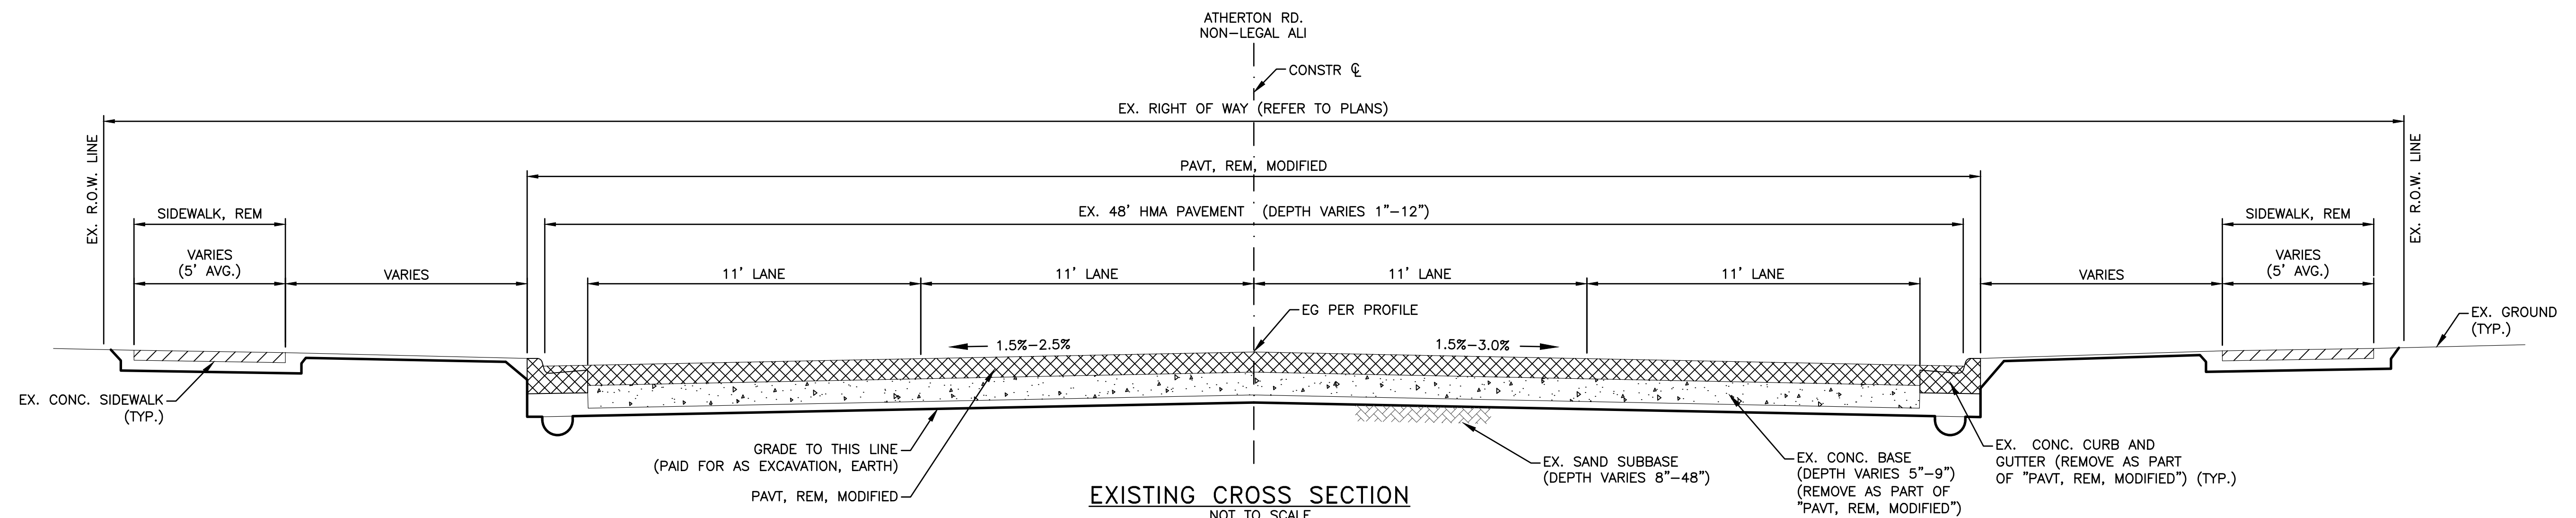 ATHERTON RD.
NON-LEGAL ALI
CONSTR ℄
EX. RIGHT OF WAY (REFER TO PLANS)
EX. R.O.W. LINE
EX. R.O.W. LINE
PAVT, REM, MODIFIED
SIDEWALK, REM
EX. 48' HMA PAVEMENT (DEPTH VARIES 1"-12")
SIDEWALK, REM
VARIES
(5' AVG.)
VARIES
11' LANE
11' LANE
11' LANE
11' LANE
VARIES
VARIES
(5' AVG.)
EG PER PROFILE
EX. GROUND
(TYP.)
1.5%-2.5%
1.5%-3.0%
EX. CONC. SIDEWALK
(TYP.)
GRADE TO THIS LINE
(PAID FOR AS EXCAVATION, EARTH)
PAVT, REM, MODIFIED
EX. SAND SUBBASE
(DEPTH VARIES 8"-48")
EX. CONC. BASE
(DEPTH VARIES 5"-9")
(REMOVE AS PART OF
"PAVT, REM, MODIFIED")
EX. CONC. CURB AND
GUTTER (REMOVE AS PART
OF "PAVT, REM, MODIFIED") (TYP.)
EXISTING CROSS SECTION
NOT TO SCALE